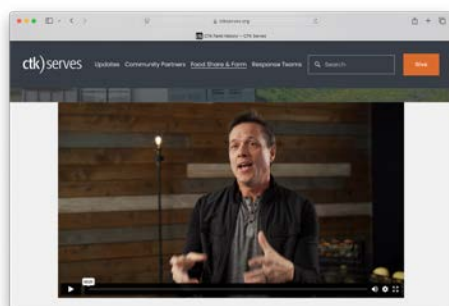 ctkserves.org
CTK Farm History — CTK Serves
ctk)serves
Updates Community Partners Food Share & Farm Response Teams Search Give